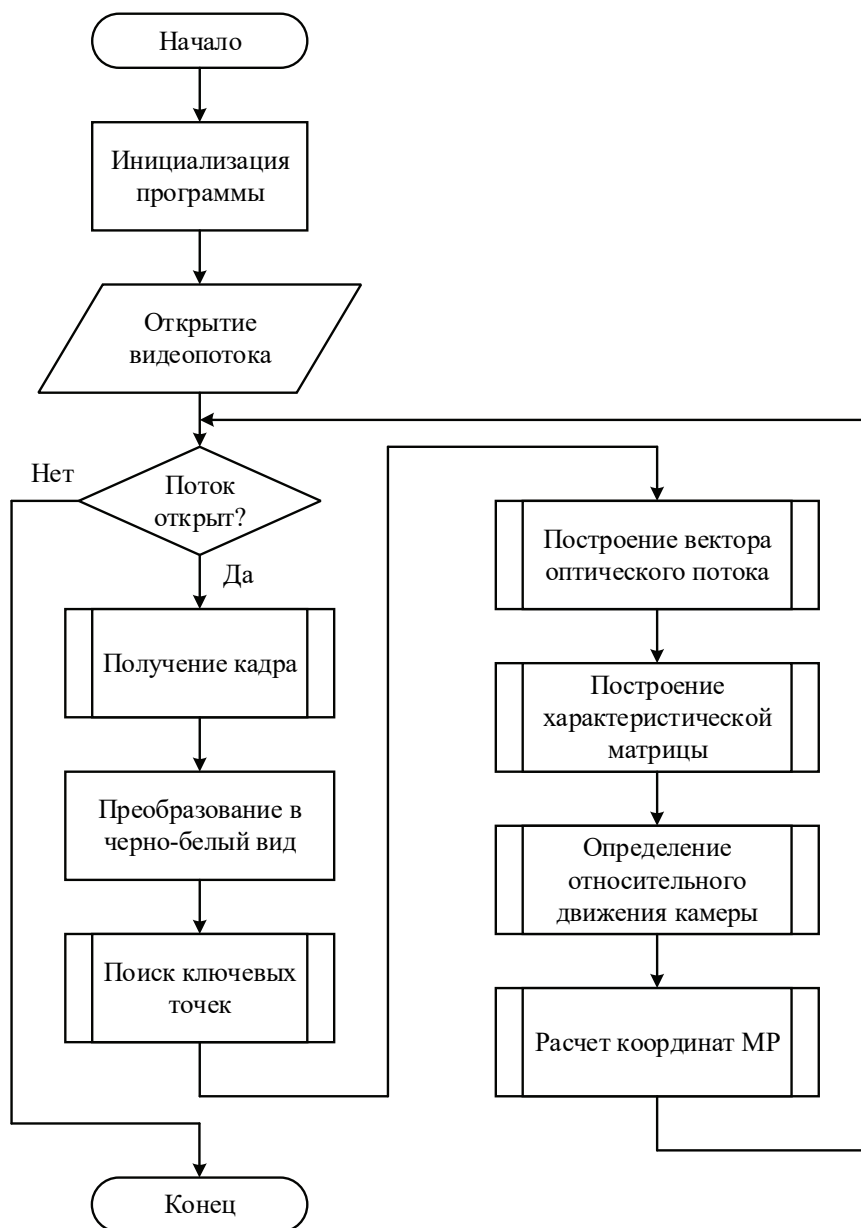 Начало
Инициализация
программы
Открытие
видеопотока
Нет
Поток
открыт?
Да
Получение кадра
Преобразование в
черно-белый вид
Поиск ключевых
точек
Построение вектора
оптического потока
Построение
характеристической
матрицы
Определение
относительного
движения камеры
Расчет координат МР
Конец